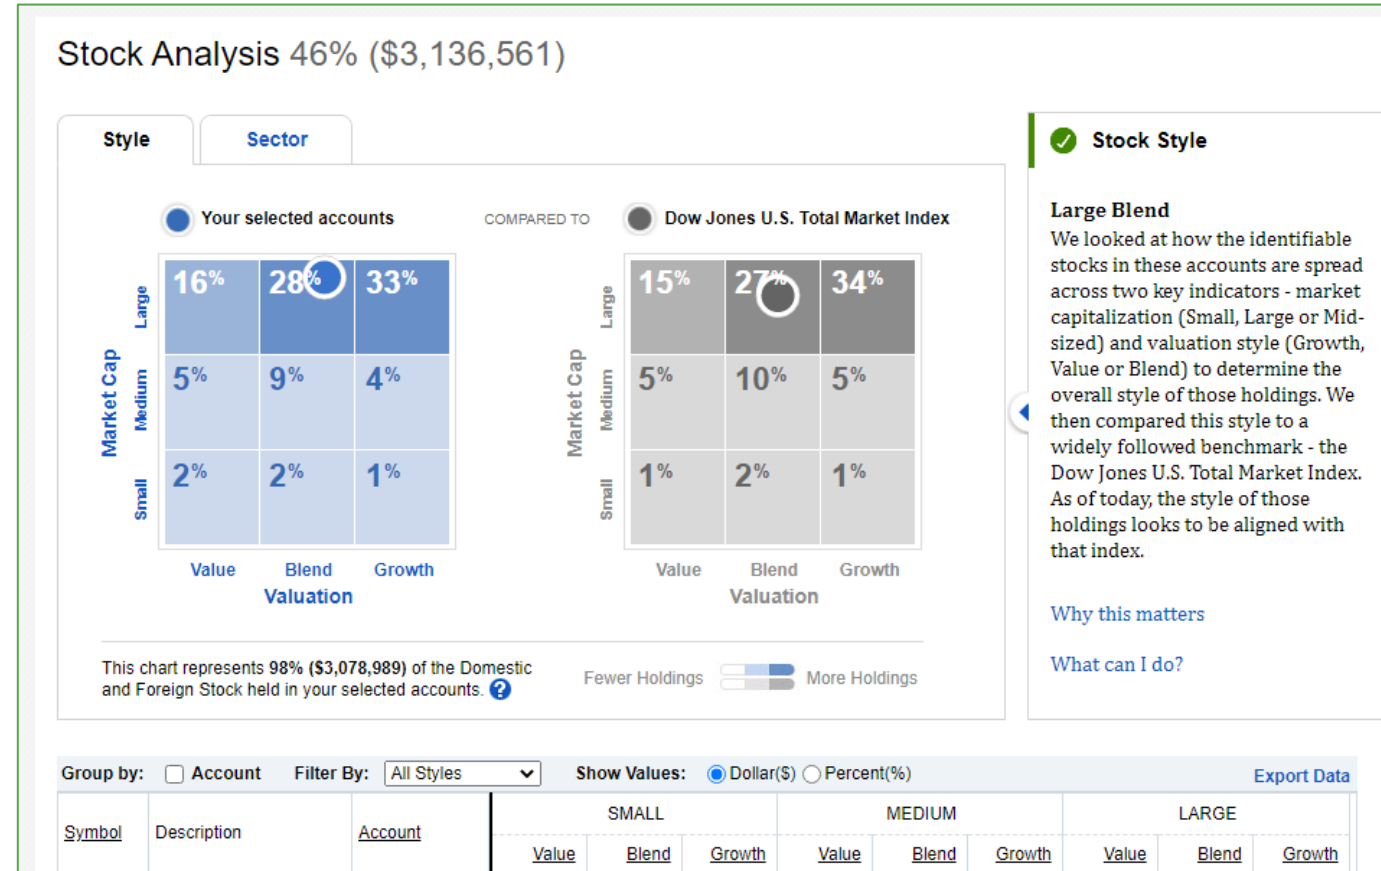 Stock Analysis 46% ($3,136,561)
Style
Sector
Your selected accounts
COMPARED TO
Dow Jones U.S. Total Market Index
Market Cap
Large
16% 28% 33%
Medium
5% 9% 4%
Small
2% 2% 1%
Value Blend Growth
Valuation
Market Cap
Large
15% 27% 34%
Medium
5% 10% 5%
Small
1% 2% 1%
Value Blend Growth
Valuation
This chart represents 98% ($3,078,989) of the Domestic
and Foreign Stock held in your selected accounts. ?
Fewer Holdings
More Holdings
Stock Style
Large Blend
We looked at how the identifiable
stocks in these accounts are spread
across two key indicators - market
capitalization (Small, Large or Mid-
sized) and valuation style (Growth,
Value or Blend) to determine the
overall style of those holdings. We
then compared this style to a
widely followed benchmark - the
Dow Jones U.S. Total Market Index.
As of today, the style of those
holdings looks to be aligned with
that index.
Why this matters
What can I do?
Group by: Account Filter By: All Styles Show Values: Dollar($) Percent(%) Export Data
SMALL MEDIUM LARGE
Symbol Description Account
Value Blend Growth Value Blend Growth Value Blend Growth